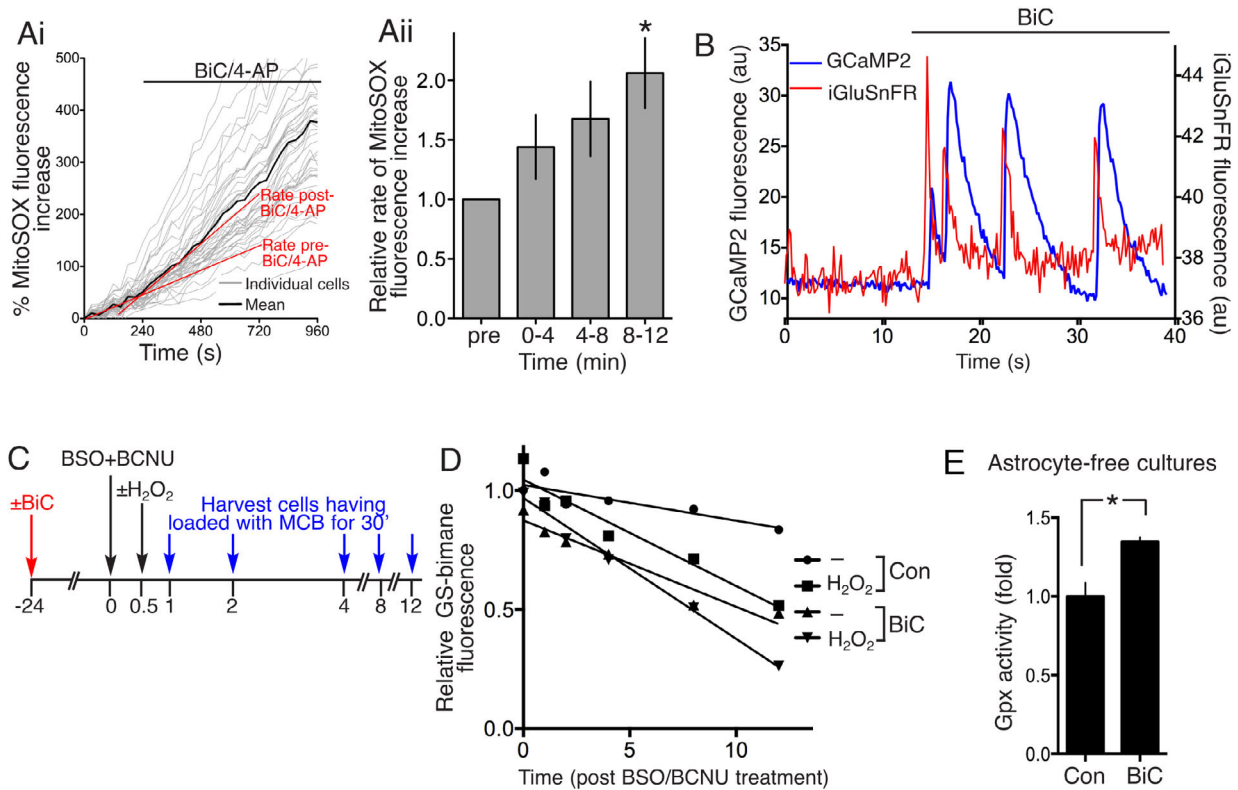 Ai
% MitoSOX fluorescence
increase
500
400
300
200
100
0
BiC/4-AP
Rate post-
BiC/4-AP
Rate pre-
BiC/4-AP
Individual cells
Mean
0 240 480 720 960
Time (s)
Aii
Relative rate of MitoSOX
fluorescence increase
2.0
1.5
1.0
0.5
0.0
*
pre 0-4 4-8 8-12
Time (min)
B
BiC
GCaMP2 fluorescence (au)
35
30
25
20
15
10
GCaMP2
iGluSnFR
44
42
40
38
36
iGluSnFR fluorescence (au)
0 10 20 30 40
Time (s)
C
BSO+BCNU
±BiC
±H₂O₂
Harvest cells having
loaded with MCB for 30'
-24 0 0.5 1 2 4 8 12
D
Relative GS-bimane
fluorescence
1.0
0.5
0.0
0 5 10
Time (post BSO/BCNU treatment)
–
H₂O₂
Con
–
H₂O₂
BiC
E
Astrocyte-free cultures
Gpx activity (fold)
1.5
1.0
0.5
0.0
*
Con BiC